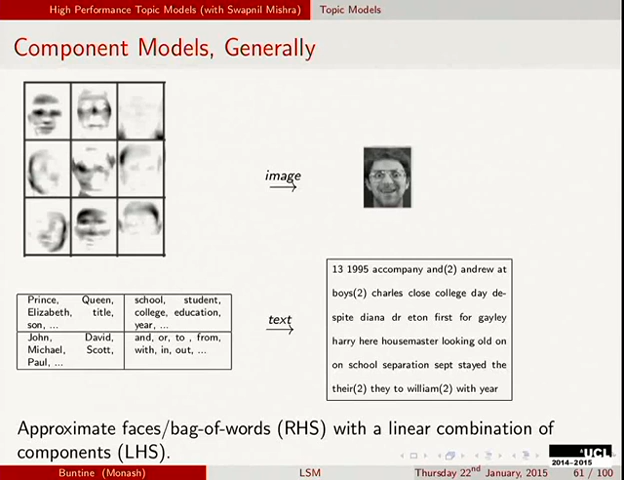 High Performance Topic Models (with Swapnil Mishra) Topic Models
Component Models, Generally
image
Prince, Queen,
Elizabeth, title,
son, ...
school, student,
college, education,
year, ...
John, David,
Michael, Scott,
Paul, ...
and, or, to , from,
with, in, out, ...
text
13 1995 accompany and(2) andrew at
boys(2) charles close college day de-
spite diana dr eton first for gayley
harry here housemaster looking old on
on school separation sept stayed the
their(2) they to william(2) with year
Approximate faces/bag-of-words (RHS) with a linear combination of
components (LHS).
UCL
2014-2015
Buntine (Monash) LSM Thursday 22nd January, 2015 61 / 100